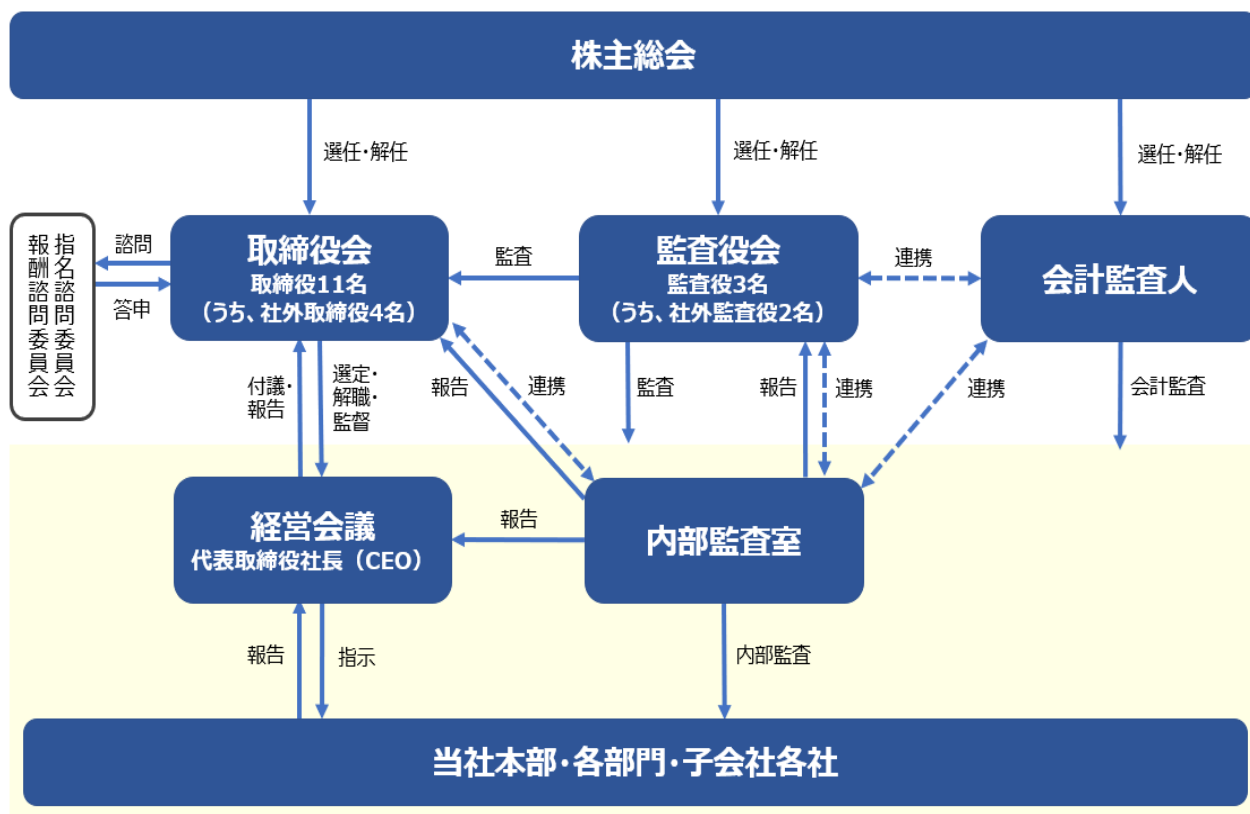 株主総会
選任・解任
選任・解任
選任・解任
指名諮問委員会
報酬諮問委員会
諮問
答申
取締役会
取締役11名
（うち、社外取締役4名）
監査
監査役会
監査役3名
（うち、社外監査役2名）
連携
会計監査人
付議・
報告
選定・
解職・
監督
報告
連携
監査
報告
連携
連携
会計監査
経営会議
代表取締役社長（CEO）
報告
内部監査室
報告
指示
内部監査
当社本部・各部門・子会社各社